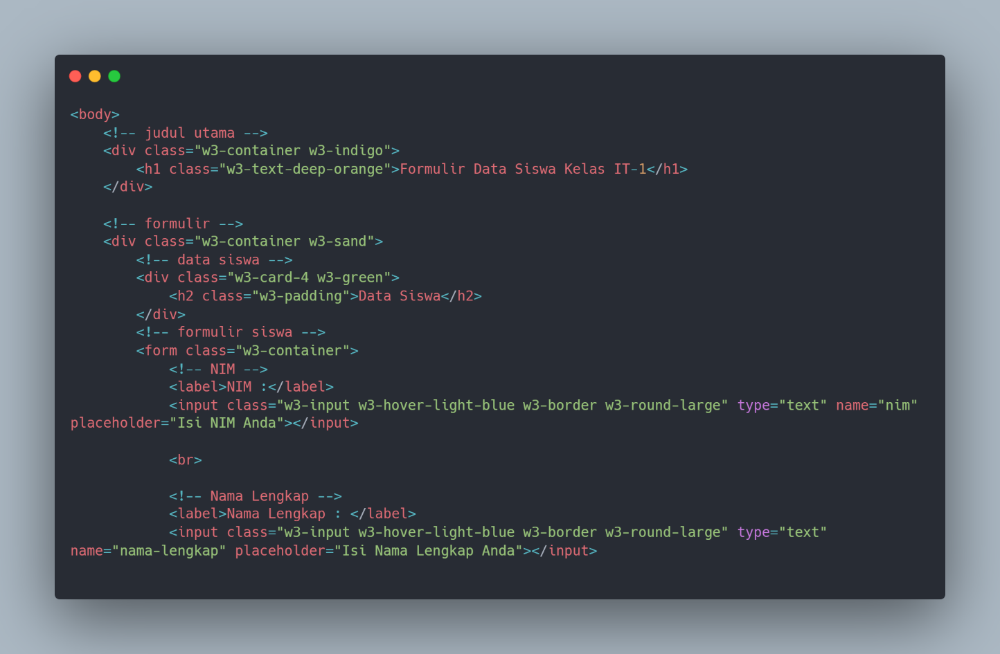 <body>
    <!-- judul utama -->
    <div class="w3-container w3-indigo">
        <h1 class="w3-text-deep-orange">Formulir Data Siswa Kelas IT-1</h1>
    </div>

    <!-- formulir -->
    <div class="w3-container w3-sand">
        <!-- data siswa -->
        <div class="w3-card-4 w3-green">
            <h2 class="w3-padding">Data Siswa</h2>
        </div>
        <!-- formulir siswa -->
        <form class="w3-container">
            <!-- NIM -->
            <label>NIM :</label>
            <input class="w3-input w3-hover-light-blue w3-border w3-round-large" type="text" name="nim"
placeholder="Isi NIM Anda"></input>

            <br>

            <!-- Nama Lengkap -->
            <label>Nama Lengkap : </label>
            <input class="w3-input w3-hover-light-blue w3-border w3-round-large" type="text"
name="nama-lengkap" placeholder="Isi Nama Lengkap Anda"></input>